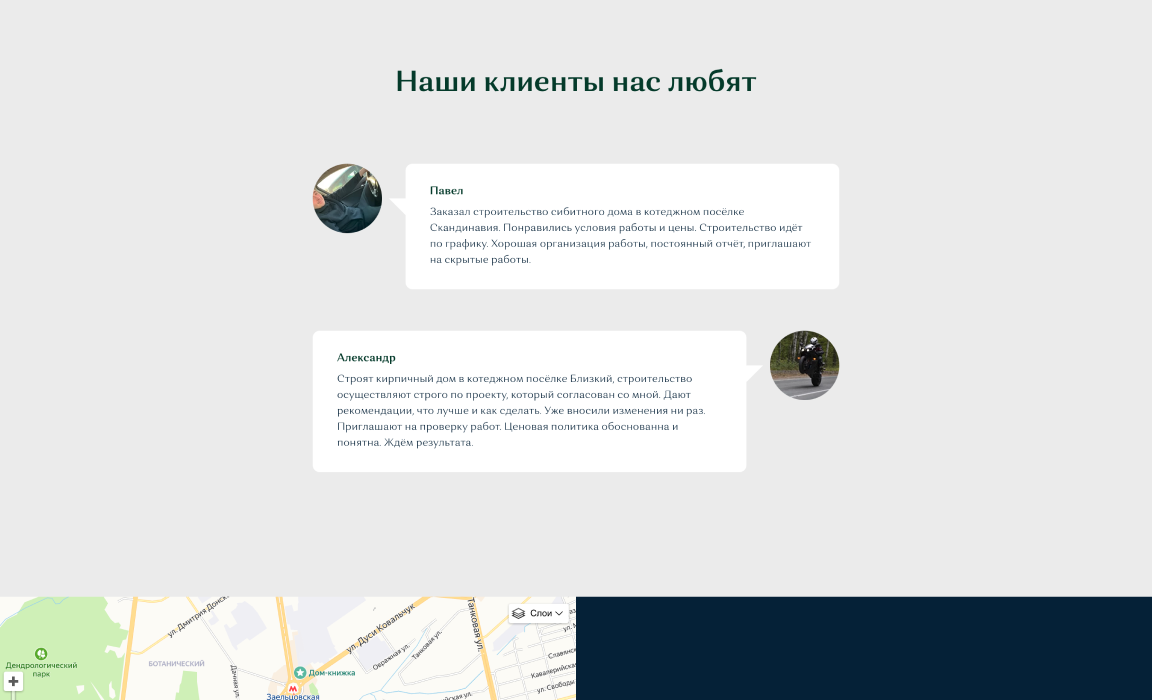 Наши клиенты нас любят
Павел
Заказал строительство сибитного дома в котеджном посёлке
Скандинавия. Понравились условия работы и цены. Строительство идёт
по графику. Хорошая организация работы, постоянный отчёт, приглашают
на скрытые работы.
Александр
Строят кирпичный дом в котеджном посёлке Близкий, строительство
осуществляют строго по проекту, который согласован со мной. Дают
рекомендации, что лучше и как сделать. Уже вносили изменения ни раз.
Приглашают на проверку работ. Ценовая политика обоснованна и
понятна. Ждём результата.
ул. Дмитрия Донск
ул. Дуси Ковальчук
Танковая ул.
Слои
Овражная ул.
Танковая ул.
Дендрологический
парк
БОТАНИЧЕСКИЙ
Дачная ул.
Дом-книжка
Заельцовская
Славянс
Кавалерийска
ул. Свободы